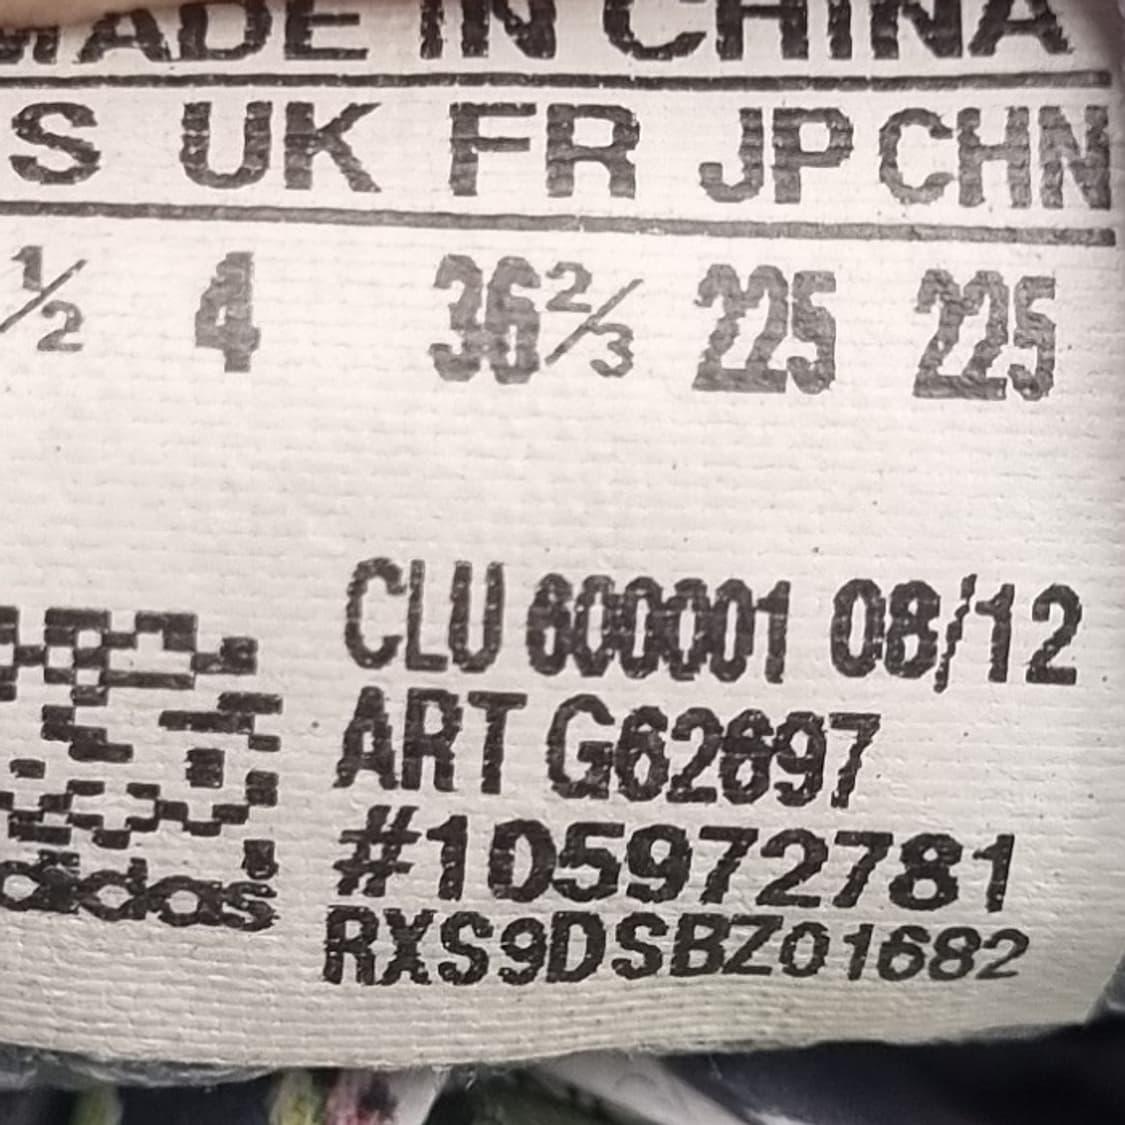 MADE IN CHINA
S UK FR JP CHN
½ 4 36⅔ 225 225
CLU 600001 08/12
ART G62697
#105972781
RXS9DSBZ01682
adidas